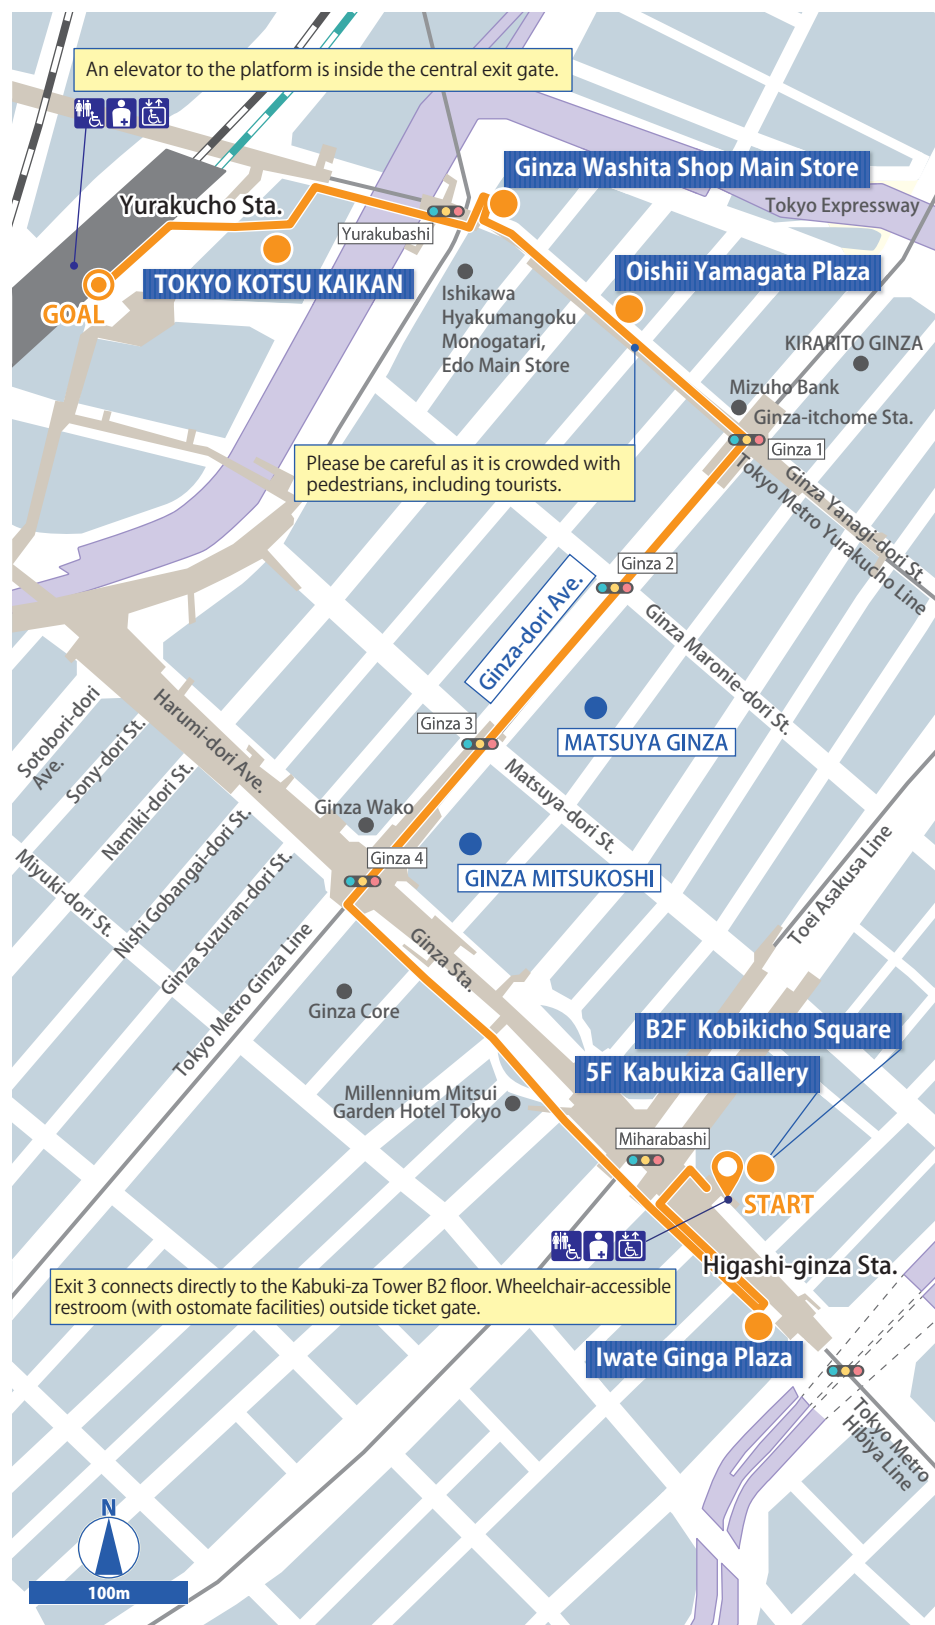 An elevator to the platform is inside the central exit gate.
Ginza Washita Shop Main Store
Yurakucho Sta.
Tokyo Expressway
Yurakubashi
TOKYO KOTSU KAIKAN
Oishii Yamagata Plaza
GOAL
Ishikawa
Hyakumangoku
Monogatari,
Edo Main Store
KIRARITO GINZA
Mizuho Bank
Ginza-itchome Sta.
Ginza 1
Please be careful as it is crowded with
pedestrians, including tourists.
Ginza Yanagi-dori St.
Tokyo Metro Yurakucho Line
Ginza 2
Ginza-dori Ave.
Ginza Maronie-dori St.
Ginza 3
MATSUYA GINZA
Matsuya-dori St.
Sotobori-dori
Ave.
Sony-dori St.
Harumi-dori Ave.
Namiki-dori St.
Ginza Wako
Ginza 4
GINZA MITSUKOSHI
Miyuki-dori St.
Nishi Gobangai-dori St.
Ginza Suzuran-dori St.
Toei Asakusa Line
Tokyo Metro Ginza Line
Ginza Sta.
Ginza Core
B2F Kobikicho Square
5F Kabukiza Gallery
Millennium Mitsui
Garden Hotel Tokyo
Miharabashi
START
Higashi-ginza Sta.
Exit 3 connects directly to the Kabuki-za Tower B2 floor. Wheelchair-accessible
restroom (with ostomate facilities) outside ticket gate.
Iwate Ginga Plaza
Tokyo Metro
Hibiya Line
N
100m